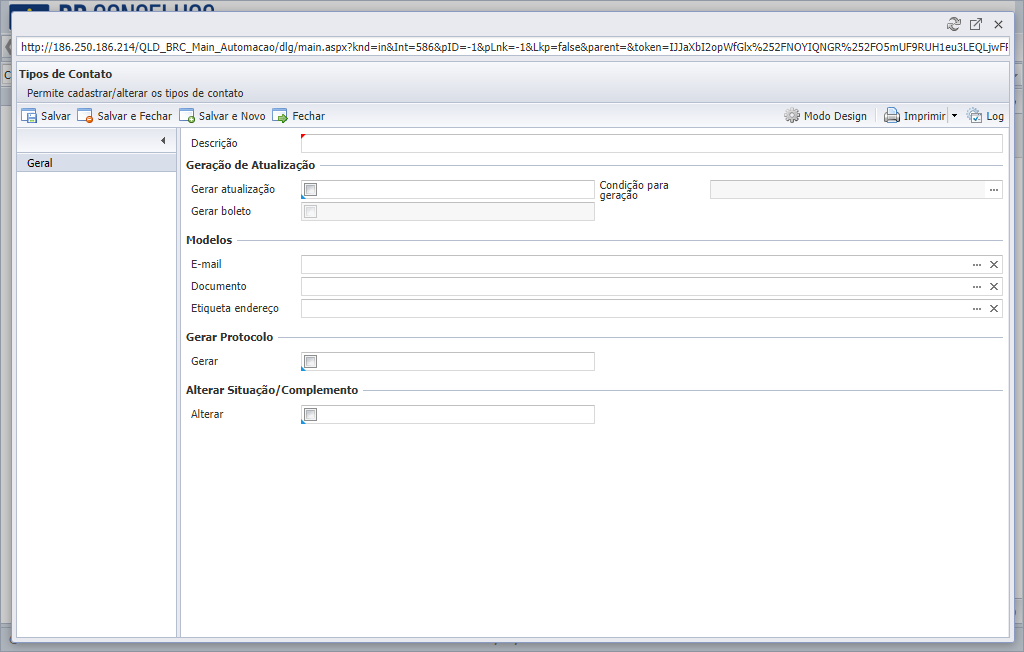 BR CONSELHOS
http://186.250.186.214/QLD_BRC_Main_Automacao/dlg/main.aspx?knd=in&Int=586&pID=-1&pLnk=-1&Lkp=false&parent=&token=IJJaXbI2opWfGlx%252FNOYIQNGR%252FO5mUF9RUH1eu3LEQLjwFF
Tipos de Contato
Permite cadastrar/alterar os tipos de contato
Salvar Salvar e Fechar Salvar e Novo Fechar Modo Design Imprimir Log
Geral
Descrição
Geração de Atualização
Gerar atualização
Condição para
geração
Gerar boleto
Modelos
E-mail
Documento
Etiqueta endereço
Gerar Protocolo
Gerar
Alterar Situação/Complemento
Alterar